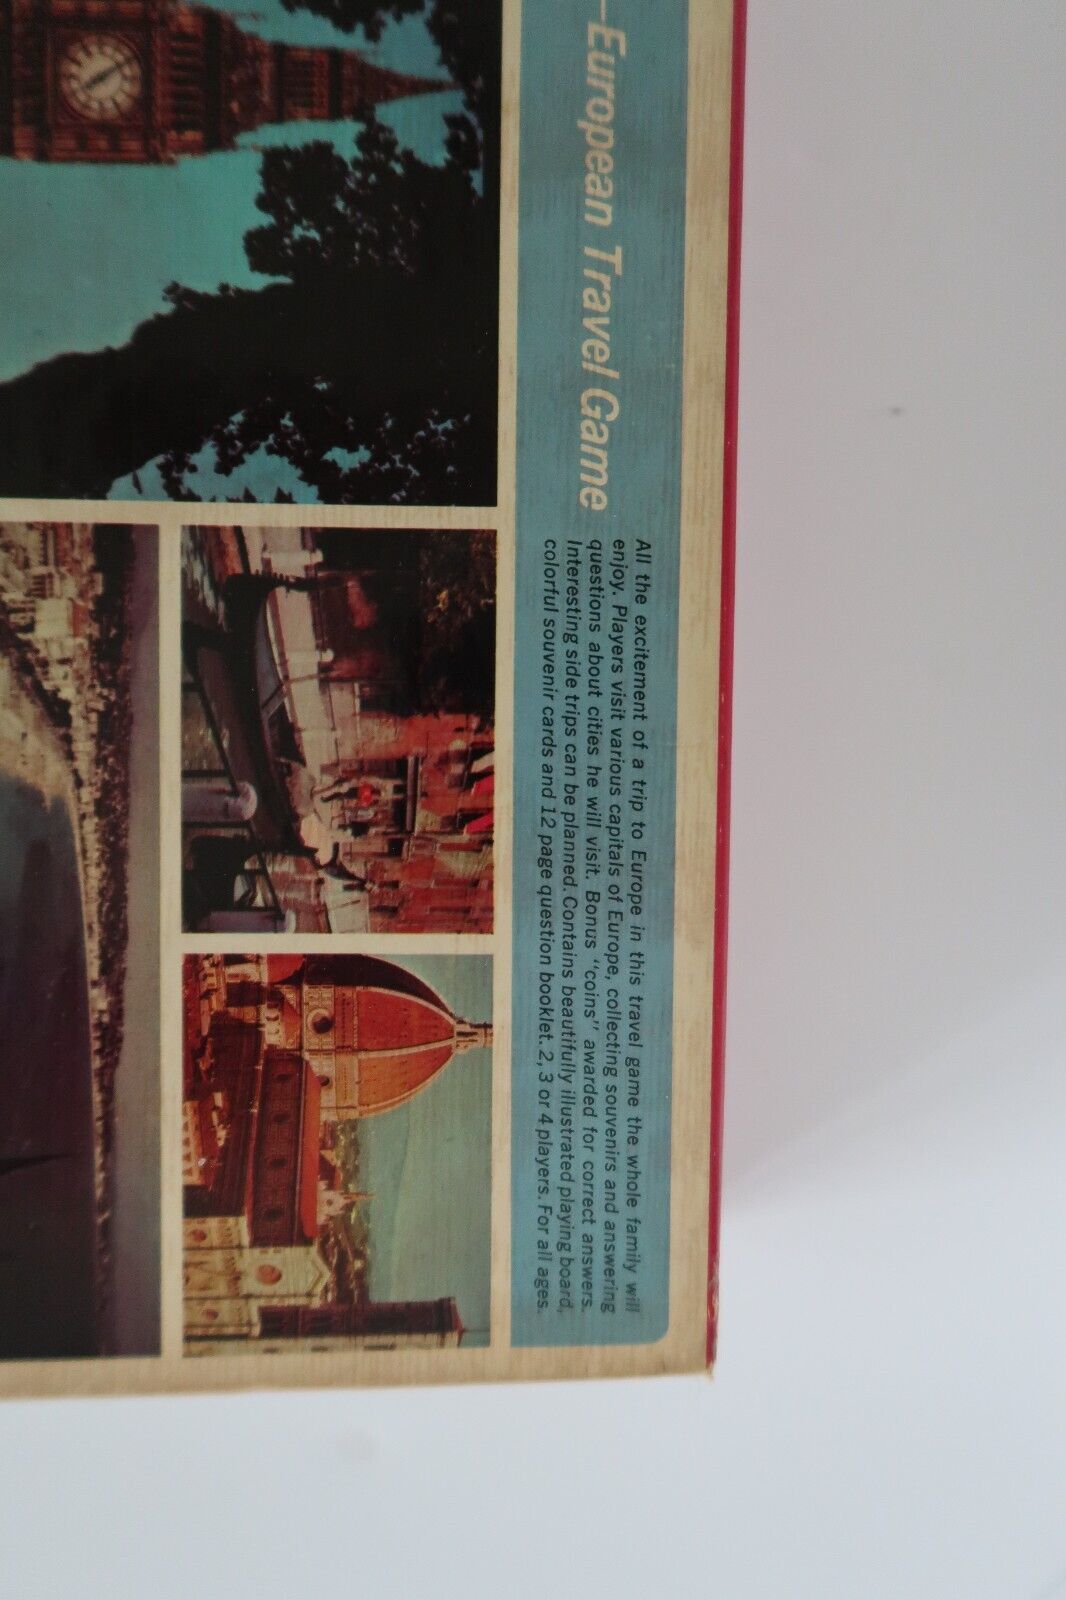 —European Travel Game
All the excitement of a trip to Europe in this travel game the whole family will
enjoy. Players visit various capitals of Europe, collecting souvenirs and answering
questions about cities he will visit. Bonus "coins" awarded for correct answers.
Interesting side trips can be planned. Contains beautifully illustrated playing board,
colorful souvenir cards and 12 page question booklet. 2, 3 or 4 players. For all ages.